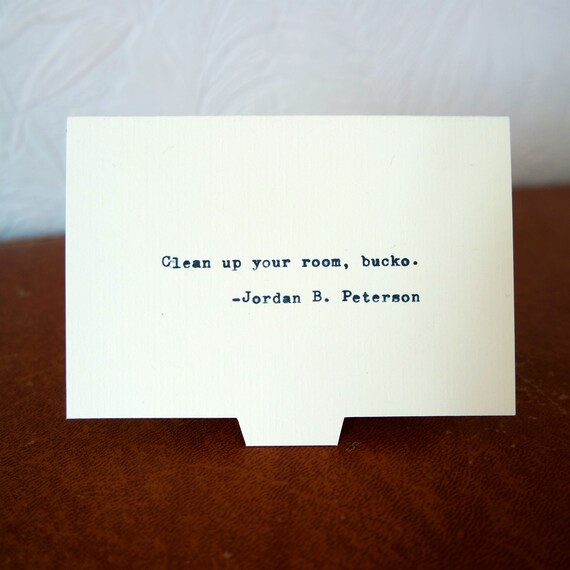 Clean up your room, bucko.
-Jordan B. Peterson